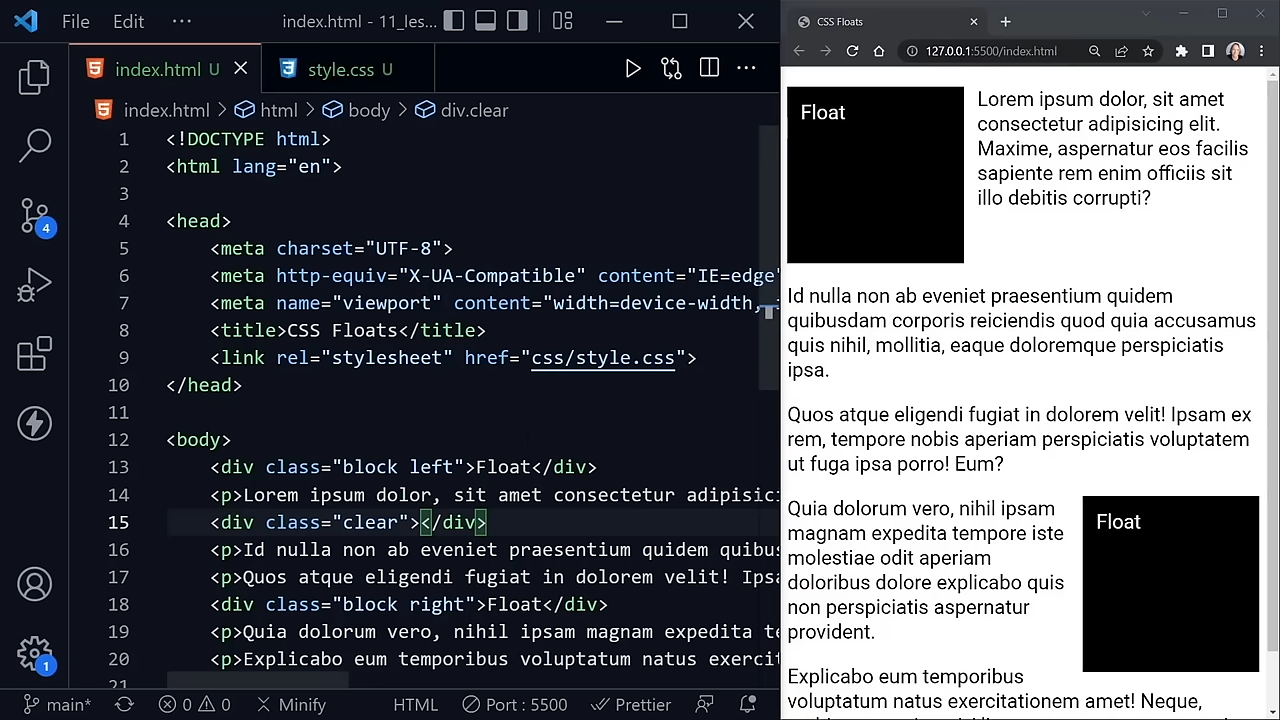 File Edit ··· index.html - 11_les...
index.html U
style.css U
index.html > html > body > div.clear
1 <!DOCTYPE html>
2 <html lang="en">
3
4 <head>
5 <meta charset="UTF-8">
6 <meta http-equiv="X-UA-Compatible" content="IE=edge"
7 <meta name="viewport" content="width=device-width,
8 <title>CSS Floats</title>
9 <link rel="stylesheet" href="css/style.css">
10 </head>
11
12 <body>
13 <div class="block left">Float</div>
14 <p>Lorem ipsum dolor, sit amet consectetur adipisici
15 <div class="clear"></div>
16 <p>Id nulla non ab eveniet praesentium quidem quibus
17 <p>Quos atque eligendi fugiat in dolorem velit! Ipsa
18 <div class="block right">Float</div>
19 <p>Quia dolorum vero, nihil ipsam magnam expedita te
20 <p>Explicabo eum temporibus voluptatum natus exercit
21
4
1
main* 0 0 Minify HTML Port : 5500 Prettier
CSS Floats
127.0.0.1:5500/index.html
Float
Lorem ipsum dolor, sit amet
consectetur adipisicing elit.
Maxime, aspernatur eos facilis
sapiente rem enim officiis sit
illo debitis corrupti?
Id nulla non ab eveniet praesentium quidem
quibusdam corporis reiciendis quod quia accusamus
quis nihil, mollitia, eaque doloremque perspiciatis
ipsa.
Quos atque eligendi fugiat in dolorem velit! Ipsam ex
rem, tempore nobis aperiam perspiciatis voluptatem
ut fuga ipsa porro! Eum?
Quia dolorum vero, nihil ipsam
magnam expedita tempore iste
molestiae odit aperiam
doloribus dolore explicabo quis
non perspiciatis aspernatur
provident.
Float
Explicabo eum temporibus
voluptatum natus exercitationem amet! Neque,